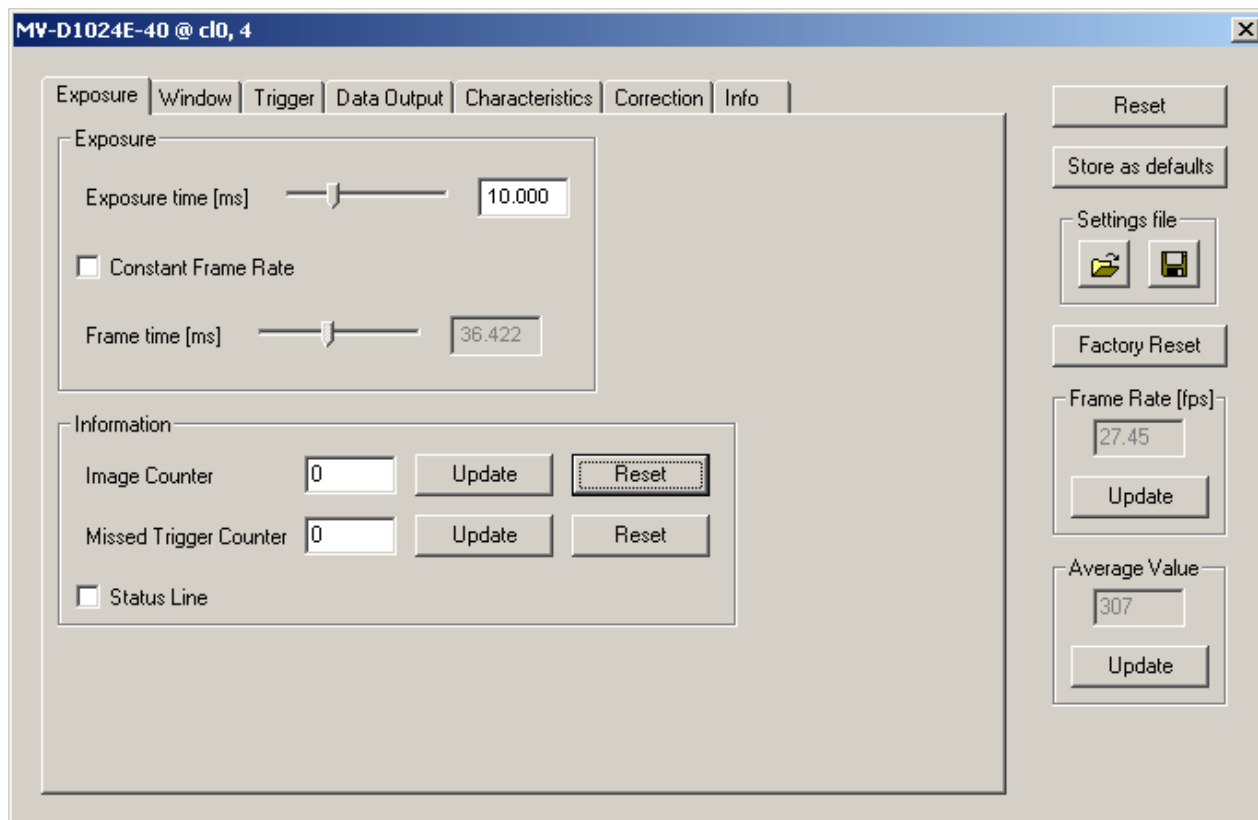 MV-D1024E-40 @ cl0, 4
Exposure Window Trigger Data Output Characteristics Correction Info
Exposure
Exposure time [ms] 10.000
Constant Frame Rate
Frame time [ms] 36.422
Information
Image Counter 0 Update Reset
Missed Trigger Counter 0 Update Reset
Status Line
Reset
Store as defaults
Settings file
Factory Reset
Frame Rate [fps]
27.45
Update
Average Value
307
Update